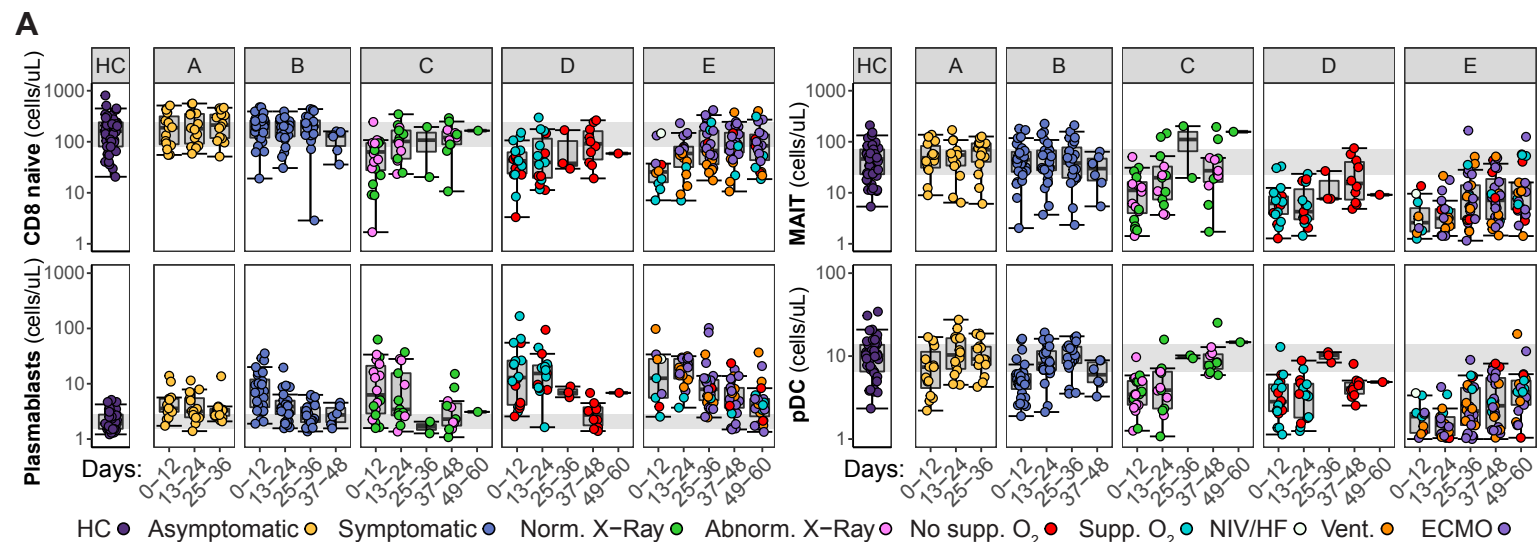 A
HC A B C D E HC A B C D E
CD8 naive (cells/uL)
1000
100
10
1
MAIT (cells/uL)
1000
100
10
1
Plasmablasts (cells/uL)
1000
100
10
1
pDC (cells/uL)
100
10
1
Days: 0−12 13−24 25−36 0−12 13−24 25−36 37−48 0−12 13−24 25−36 37−48 49−60 0−12 13−24 25−36 37−48 49−60 0−12 13−24 25−36 37−48 49−60
Days: 0−12 13−24 25−36 0−12 13−24 25−36 37−48 0−12 13−24 25−36 37−48 49−60 0−12 13−24 25−36 37−48 49−60 0−12 13−24 25−36 37−48 49−60
HC Asymptomatic Symptomatic Norm. X−Ray Abnorm. X−Ray No supp. O₂ Supp. O₂ NIV/HF Vent. ECMO